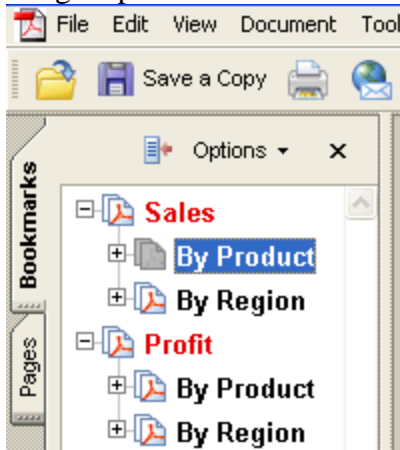 File Edit View Document Tool
Save a Copy
Options
Bookmarks
Pages
Sales
By Product
By Region
Profit
By Product
By Region